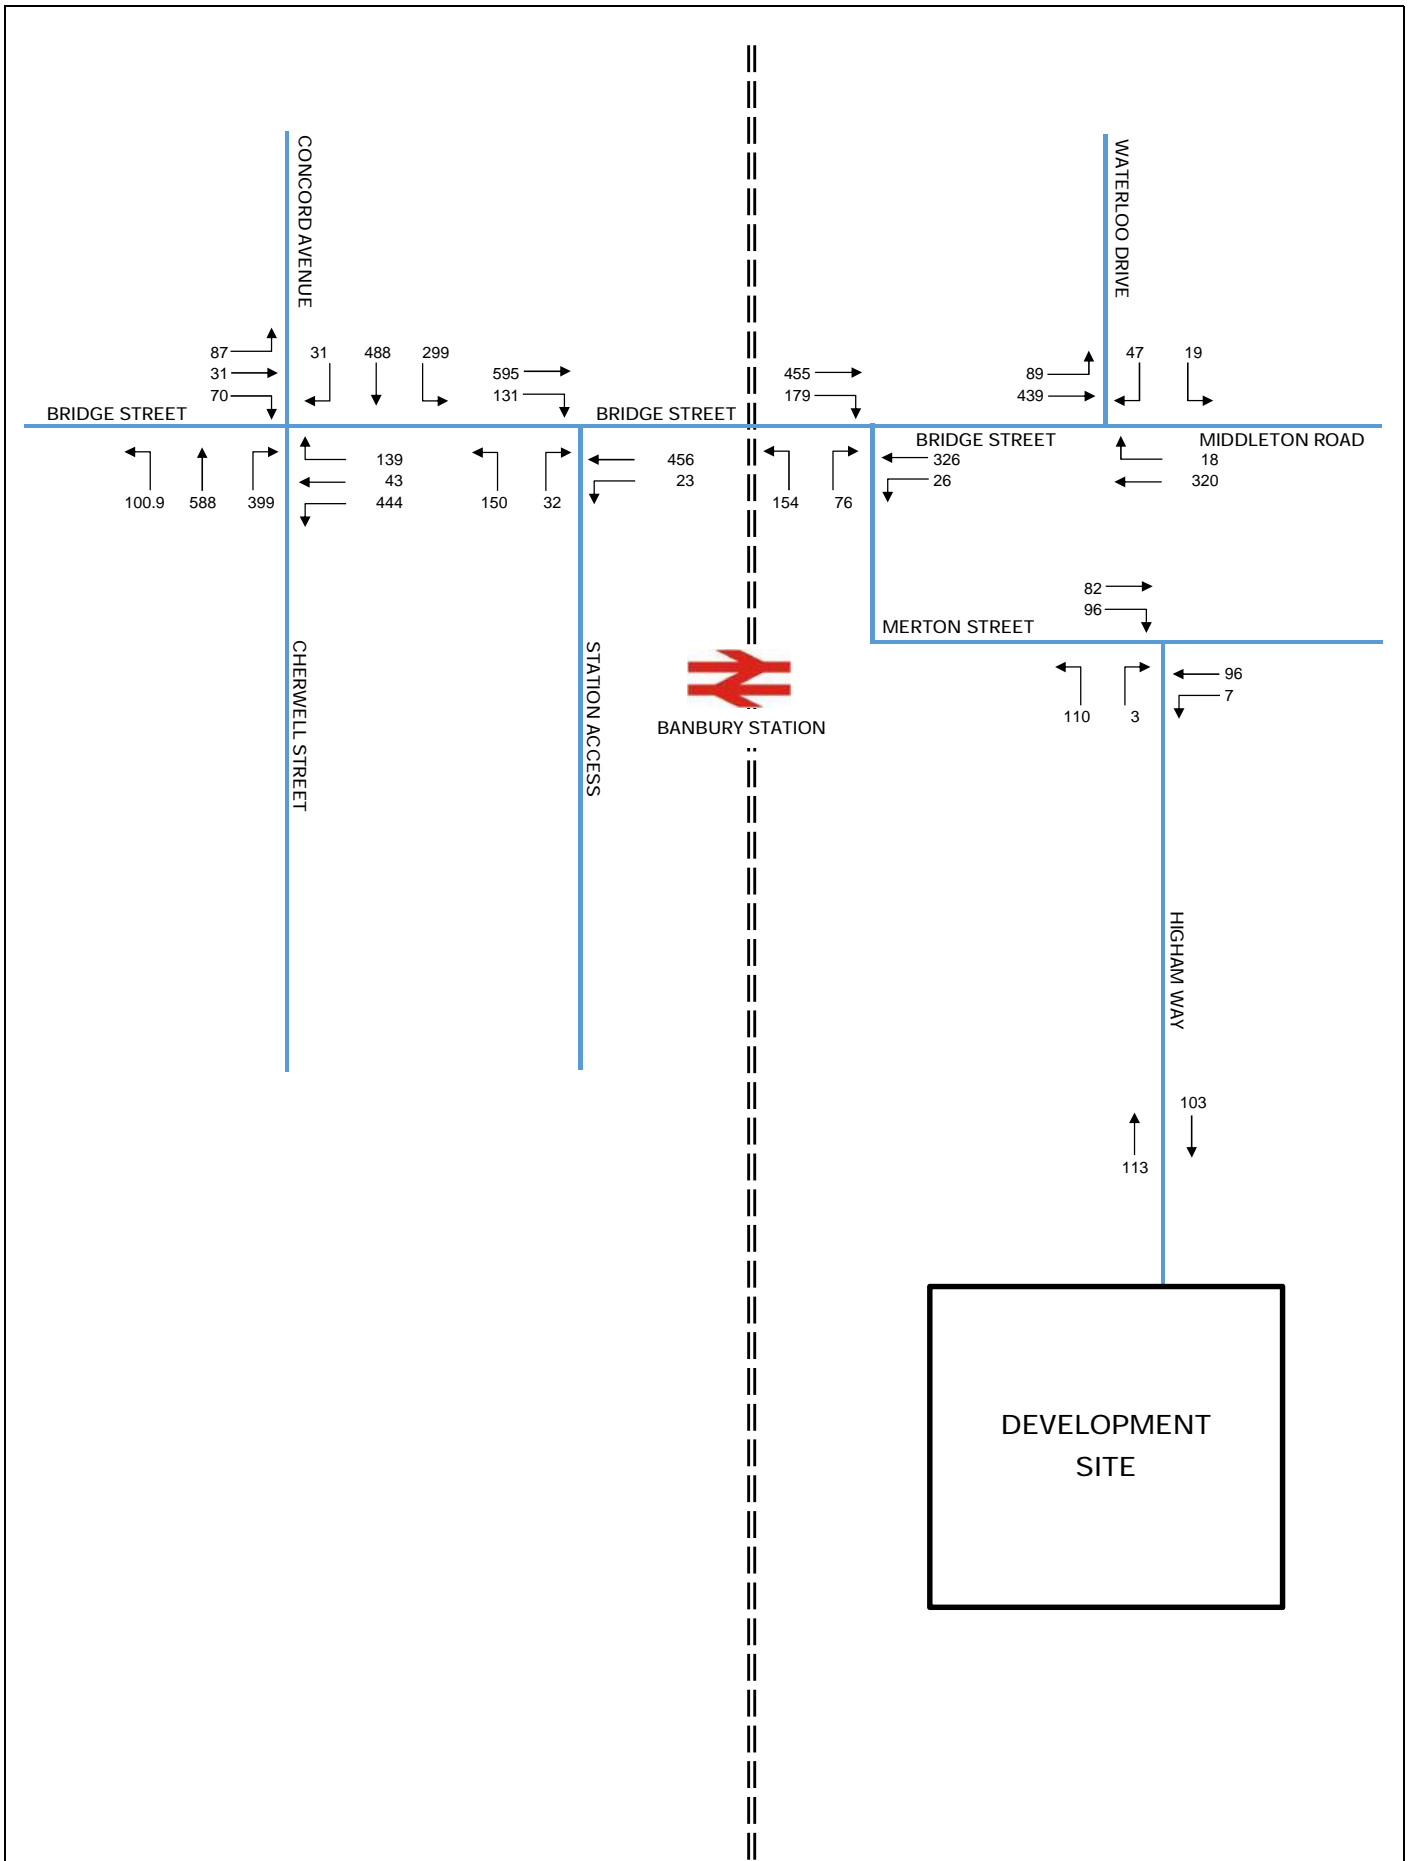 CONCORD AVENUE
WATERLOO DRIVE
87
31
488
299
47
19
31
595
455
89
70
131
179
439
BRIDGE STREET
BRIDGE STREET
BRIDGE STREET
MIDDLETON ROAD
139
456
326
18
43
23
26
320
100.9
588
399
444
150
32
154
76
82
96
MERTON STREET
CHERWELL STREET
STATION ACCESS
96
7
110
3
BANBURY STATION
HIGHAM WAY
103
113
DEVELOPMENT
SITE